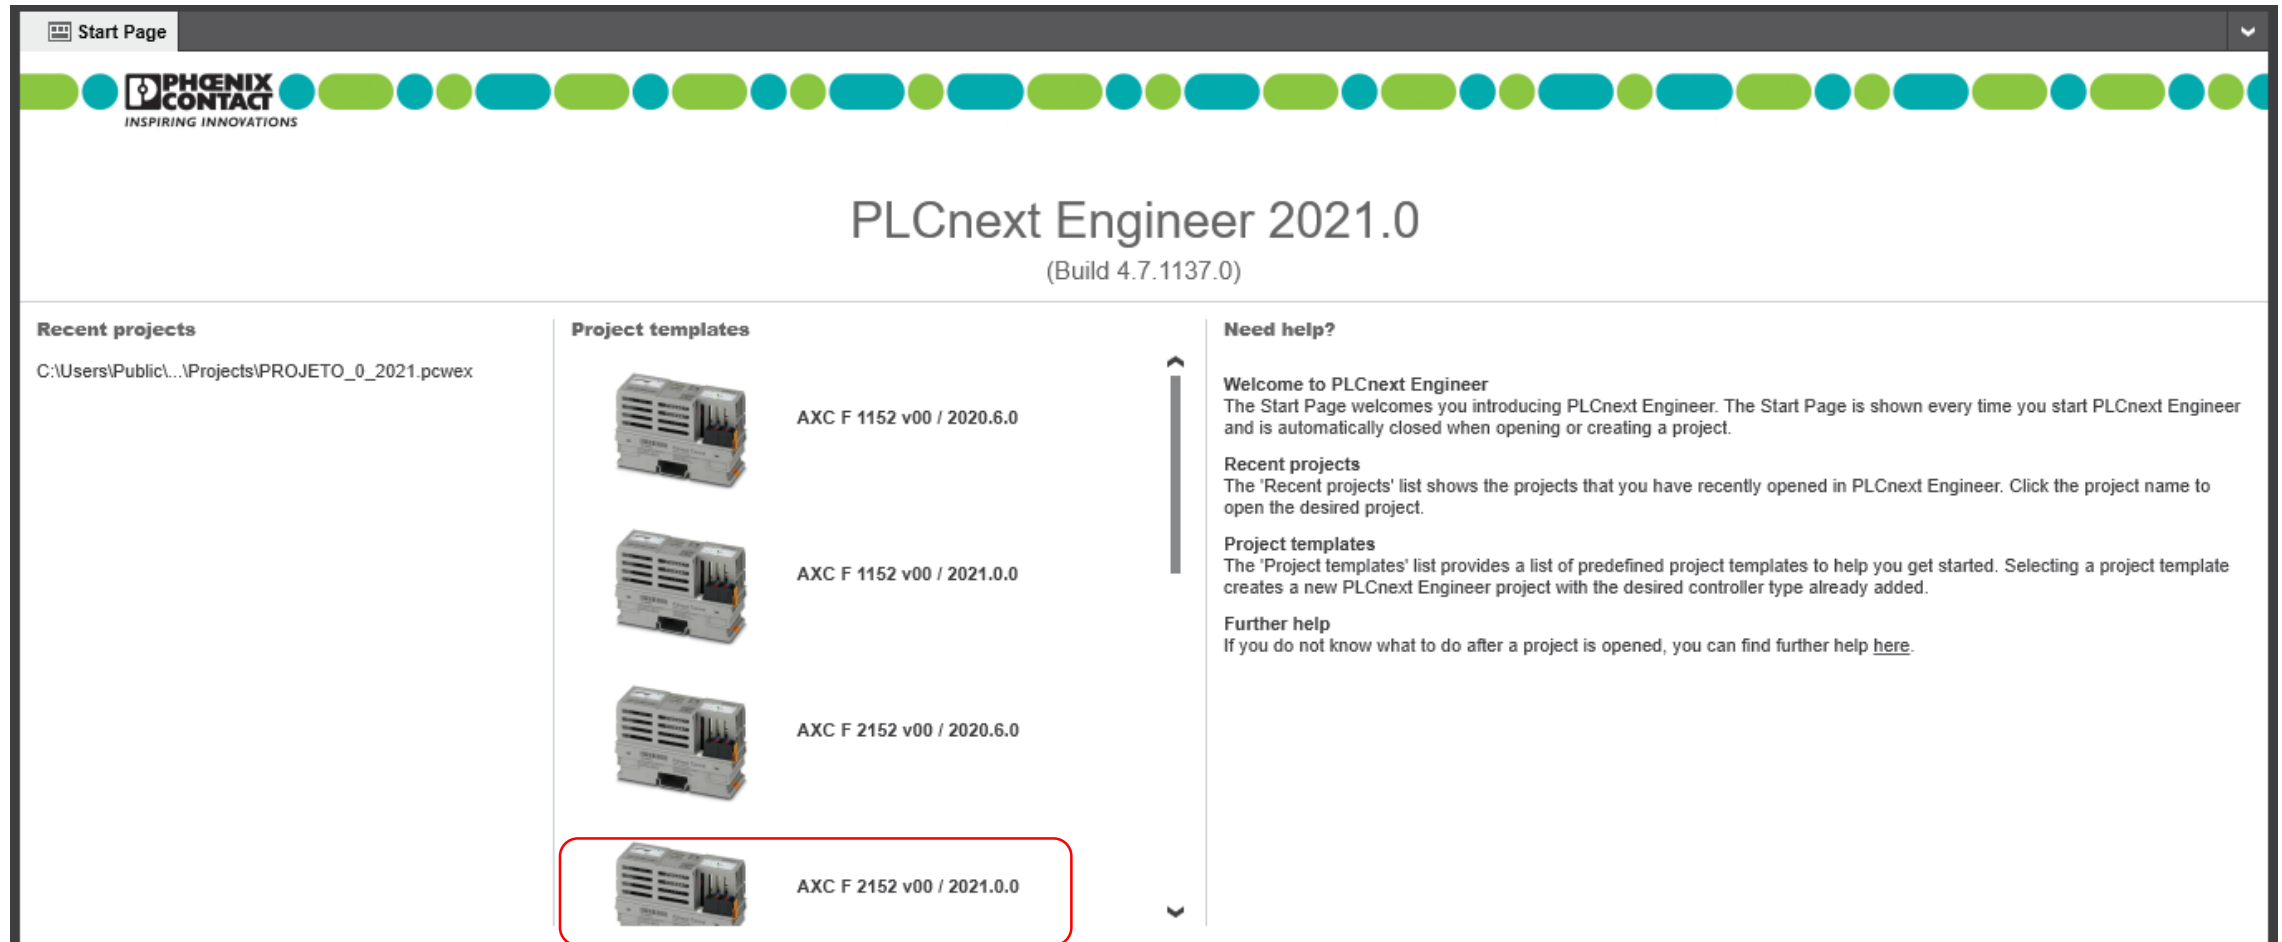 Start Page
PHŒNIX
CONTACT
INSPIRING INNOVATIONS
PLCnext Engineer 2021.0
(Build 4.7.1137.0)
Recent projects
C:\Users\Public\...\Projects\PROJETO_0_2021.pcwex
Project templates
AXC F 1152 v00 / 2020.6.0
AXC F 1152 v00 / 2021.0.0
AXC F 2152 v00 / 2020.6.0
AXC F 2152 v00 / 2021.0.0
Need help?
Welcome to PLCnext Engineer
The Start Page welcomes you introducing PLCnext Engineer. The Start Page is shown every time you start PLCnext Engineer
and is automatically closed when opening or creating a project.
Recent projects
The 'Recent projects' list shows the projects that you have recently opened in PLCnext Engineer. Click the project name to
open the desired project.
Project templates
The 'Project templates' list provides a list of predefined project templates to help you get started. Selecting a project template
creates a new PLCnext Engineer project with the desired controller type already added.
Further help
If you do not know what to do after a project is opened, you can find further help here.